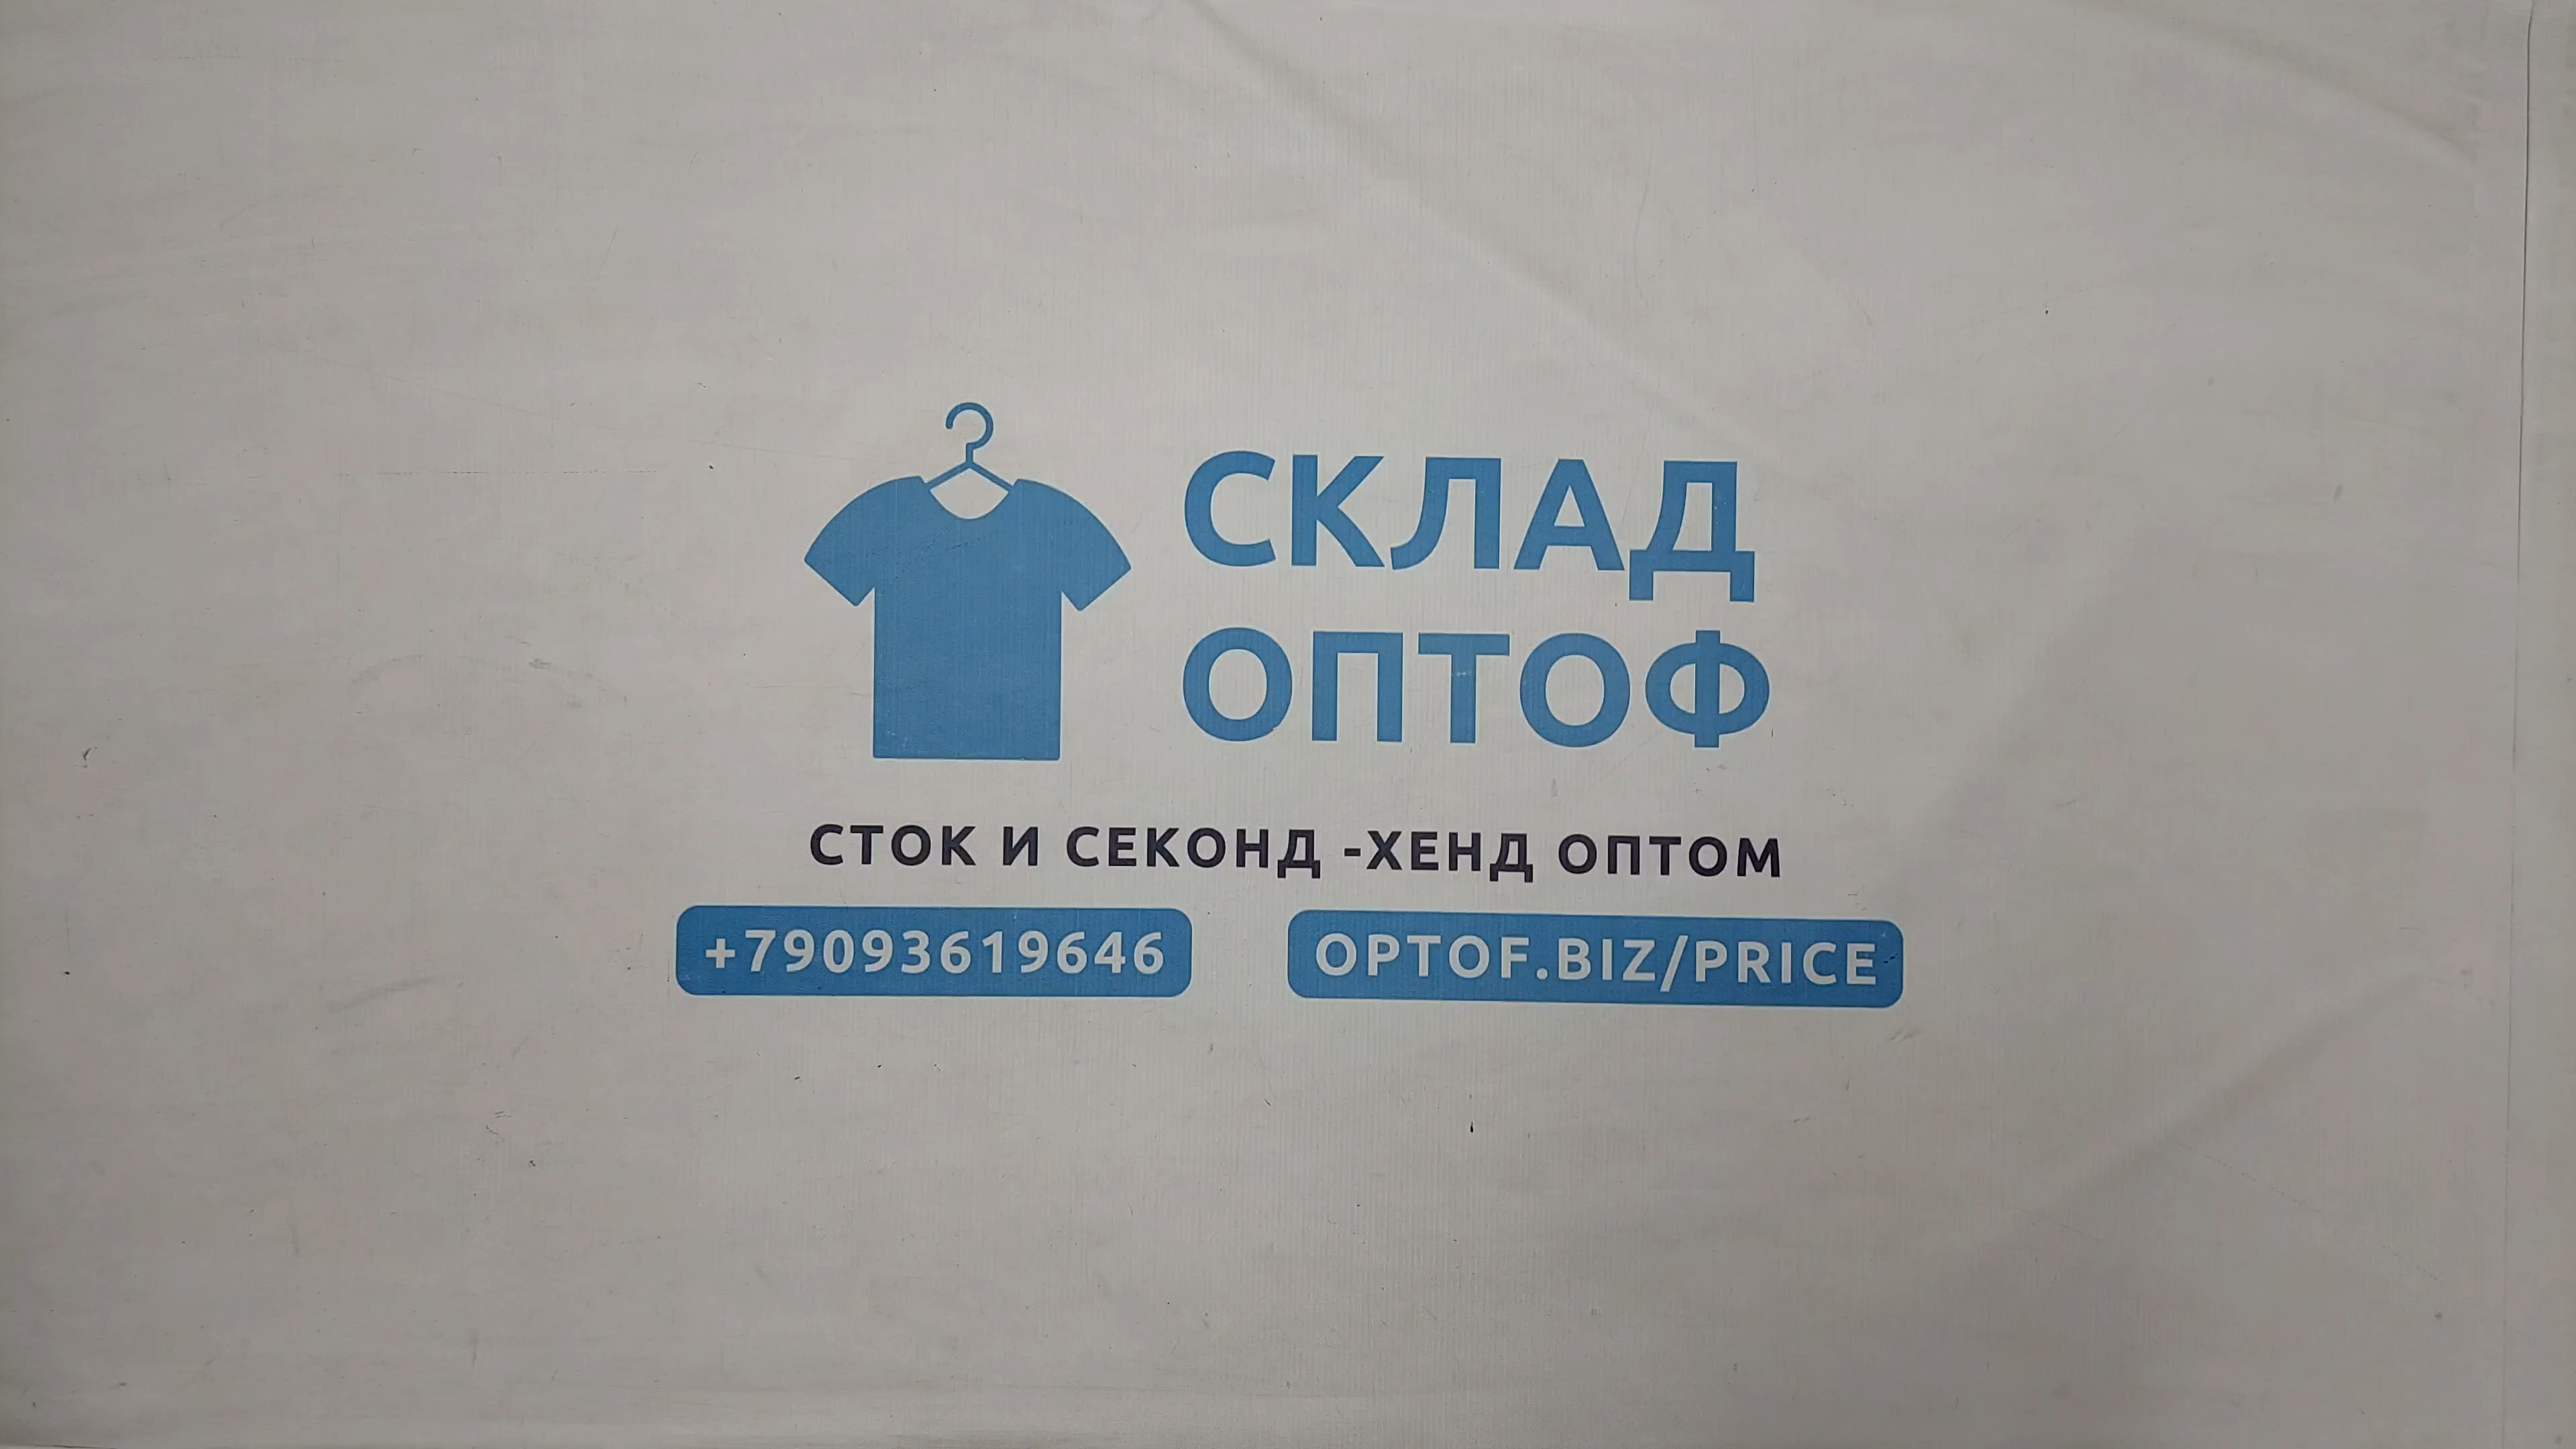 СКЛАД
ОПТОФ
СТОК И СЕКОНД -ХЕНД ОПТОМ
+79093619646
OPTOF.BIZ/PRICE